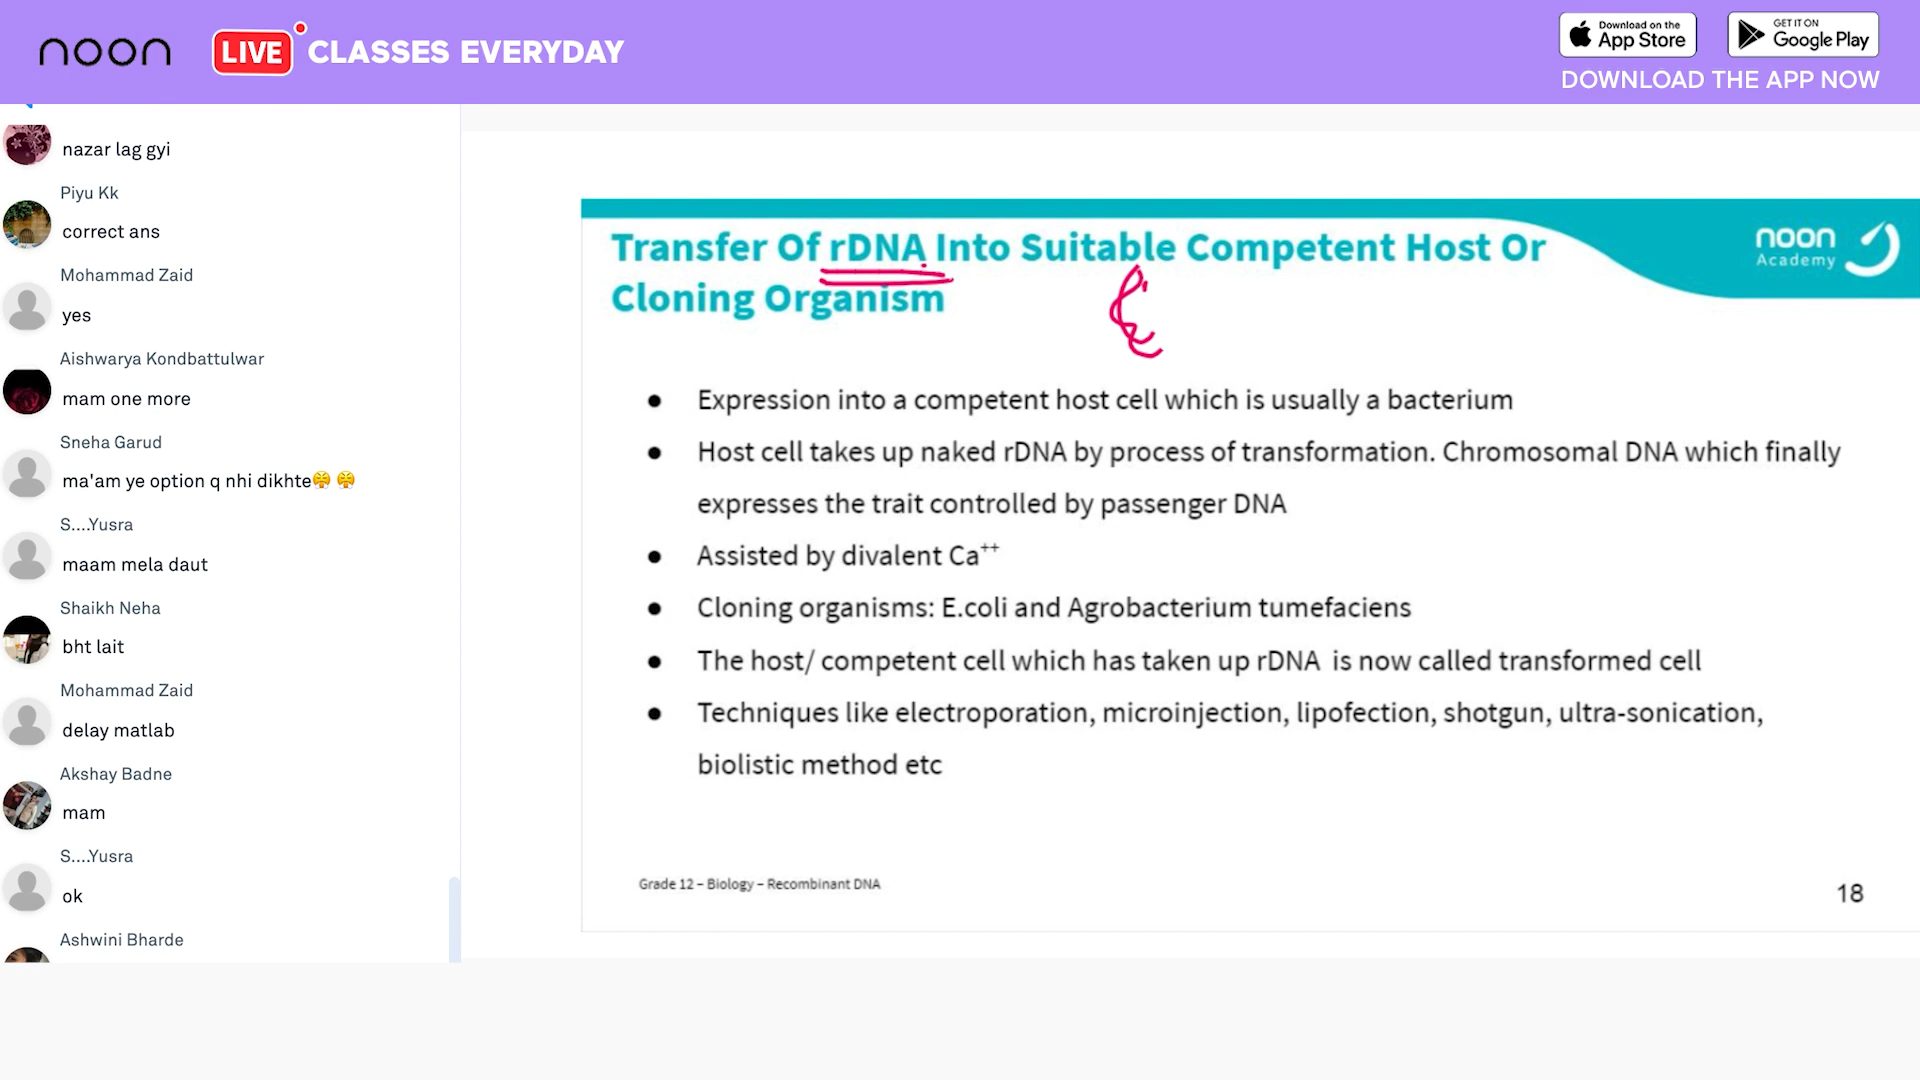 noon LIVE CLASSES EVERYDAY
Download on the App Store
GET IT ON Google Play
DOWNLOAD THE APP NOW
nazar lag gyi
Piyu Kk
correct ans
Mohammad Zaid
yes
Aishwarya Kondbattulwar
mam one more
Sneha Garud
ma'am ye option q nhi dikhte😤 😤
S....Yusra
maam mela daut
Shaikh Neha
bht lait
Mohammad Zaid
delay matlab
Akshay Badne
mam
S....Yusra
ok
Ashwini Bharde
Transfer Of rDNA Into Suitable Competent Host Or
Cloning Organism
noon
Academy
● Expression into a competent host cell which is usually a bacterium
● Host cell takes up naked rDNA by process of transformation. Chromosomal DNA which finally
expresses the trait controlled by passenger DNA
● Assisted by divalent Ca⁺⁺
● Cloning organisms: E.coli and Agrobacterium tumefaciens
● The host/ competent cell which has taken up rDNA is now called transformed cell
● Techniques like electroporation, microinjection, lipofection, shotgun, ultra-sonication,
biolistic method etc
Grade 12 – Biology – Recombinant DNA
18